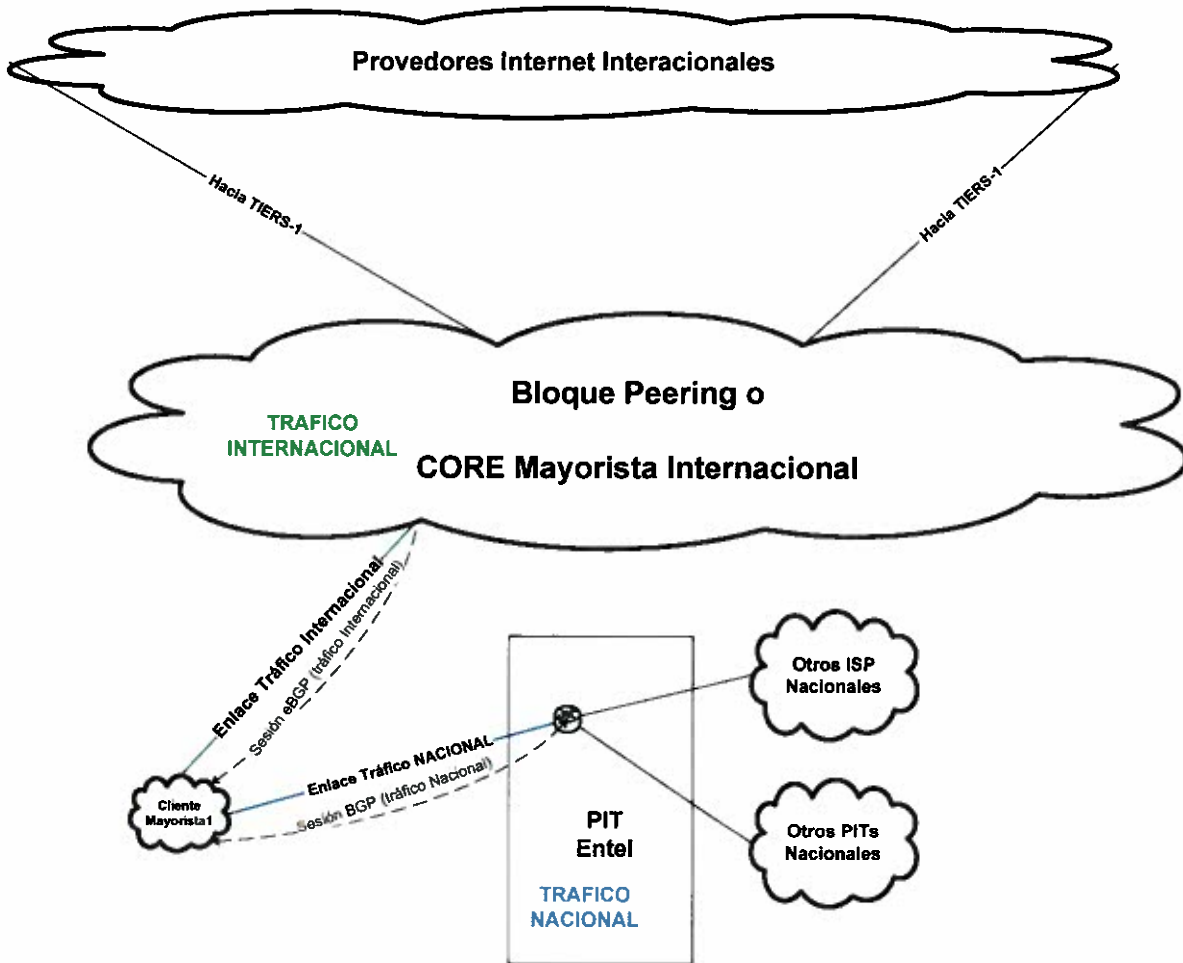 Provedores Internet Interacionales
Hacia TIERS-1
Hacia TIERS-1
Bloque Peering o
TRAFICO
INTERNACIONAL
CORE Mayorista Internacional
Enlace Tráfico Internacional
Sesión eBGP (tráfico Internacional)
Otros ISP
Nacionales
Enlace Tráfico NACIONAL
Sesión BGP (tráfico Nacional)
Cliente
Mayorista1
PIT
Entel
Otros PITs
Nacionales
TRAFICO
NACIONAL